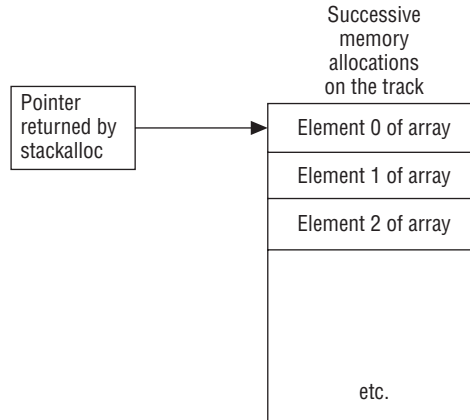 Successive
memory
allocations
on the track
Pointer
returned by
stackalloc
Element 0 of array
Element 1 of array
Element 2 of array
etc.